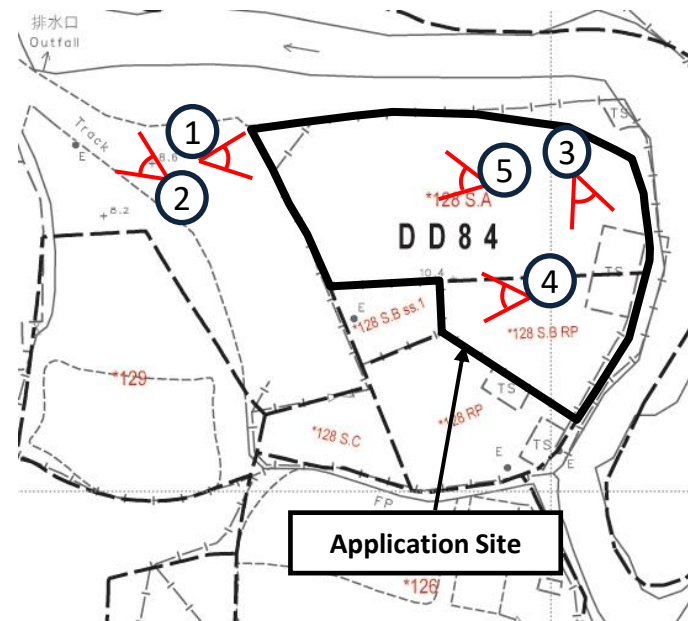 排水口
Outfall
Track
E
8.6
1
2
8.2
3
TS
5
*128 S.A
DD84
10.4
4
TS
E
*128 S.B ss.1
*128 S.B RP
*129
TS
*128 RP
*128 S.C
TS
E
E
FP
Application Site
*126